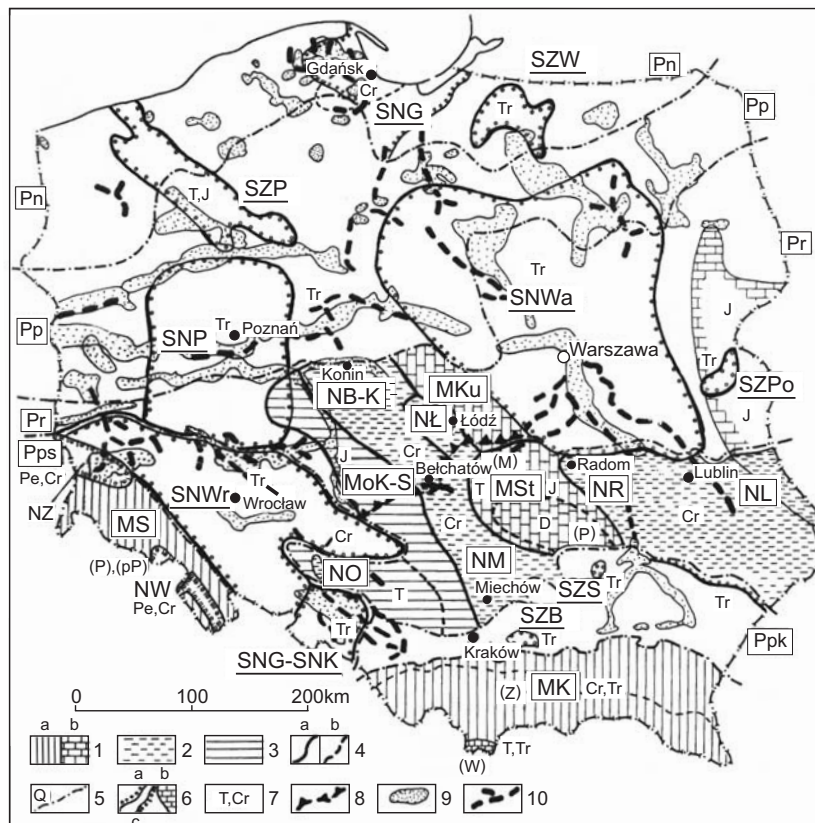 Gdańsk
Cr
SZW
Pn
SNG
Tr
Pp
SZP
T,J
Pn
Pr
Tr
J
Tr
SNWa
Pp
Tr
Poznań
SNP
Warszawa
Tr
SZPo
Konin
NB-K
MKu
J
NŁ
Łódź
Pr
Pps
Pe,Cr
J
Cr
(M)
Radom
Lublin
Tr
SNWr
Wrocław
MoK-S
Bełchatów
T
MSt
J
NR
NL
NZ
MS
Cr
Cr
D
(P)
Cr
(P),(pP)
NO
NM
NW
Pe,Cr
T
Miechów
SZS
Tr
Tr
Tr
SZB
Tr
Ppk
SNG-SNK
Kraków
(Z)
MK
Cr,Tr
0 100 200km
T,Tr
(W)
a b 1
2
3
a b 4
Q 5
a b c 6
T,Cr 7
8
9
10